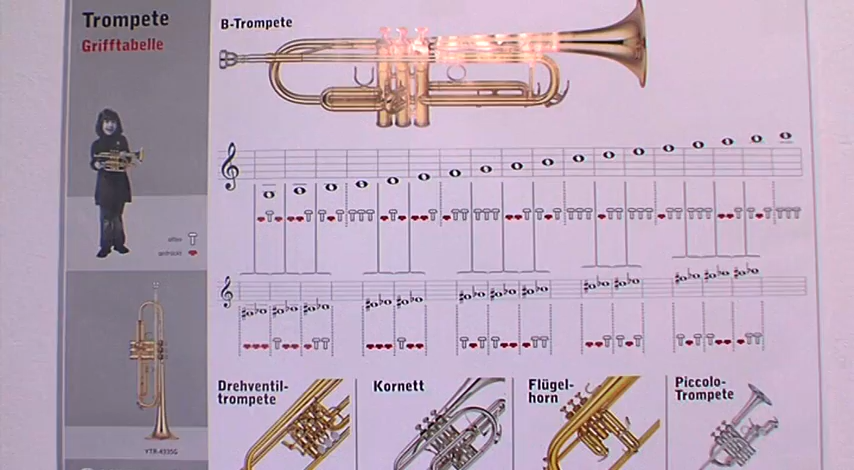 Trompete
Grifftabelle
B-Trompete
offen
gedrückt
YTR-4335G
Drehventil-
trompete
Kornett
Flügel-
horn
Piccolo-
Trompete